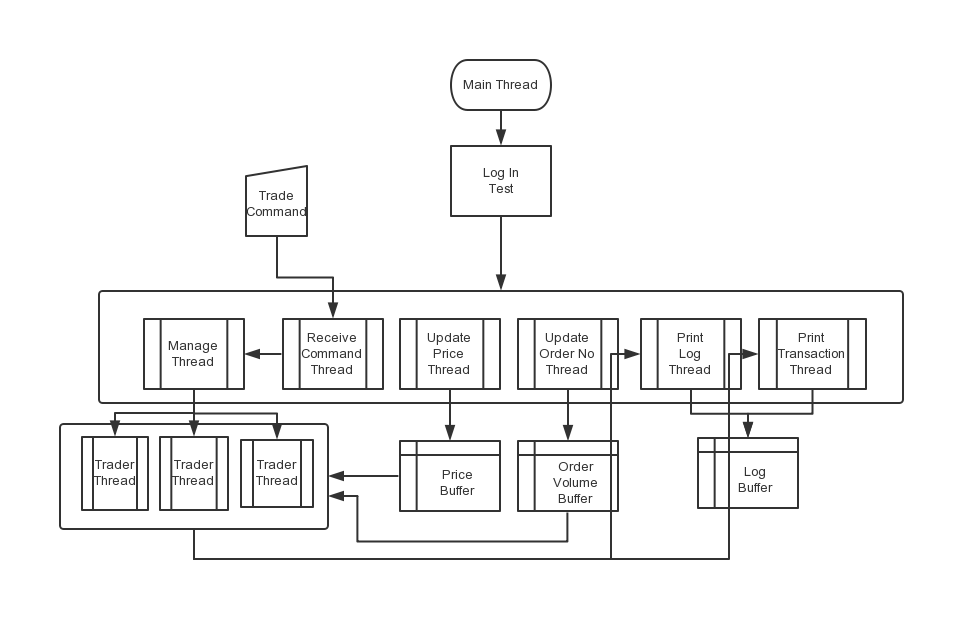 Main Thread
Log In
Test
Trade
Command
Manage
Thread
Receive
Command
Thread
Update
Price
Thread
Update
Order No
Thread
Print
Log
Thread
Print
Transaction
Thread
Trader
Thread
Trader
Thread
Trader
Thread
Price
Buffer
Order
Volume
Buffer
Log
Buffer